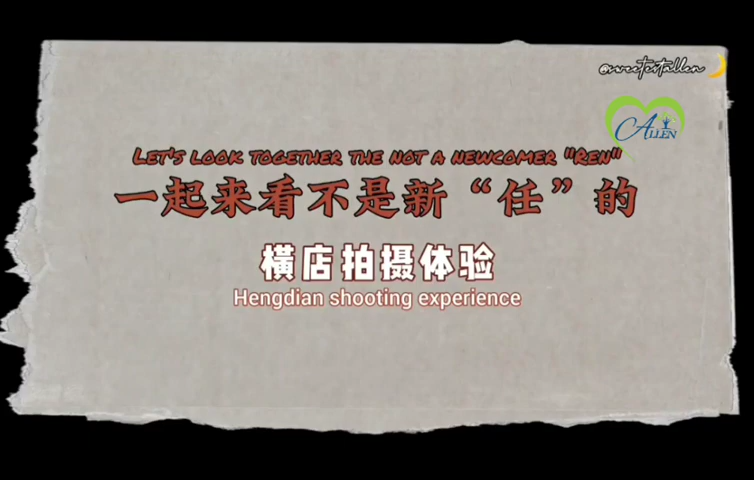 @sweetestallen
ALLEN
LET'S LOOK TOGETHER THE NOT A NEWCOMER "REN"
一起来看不是新“任”的
横店拍摄体验
Hengdian shooting experience